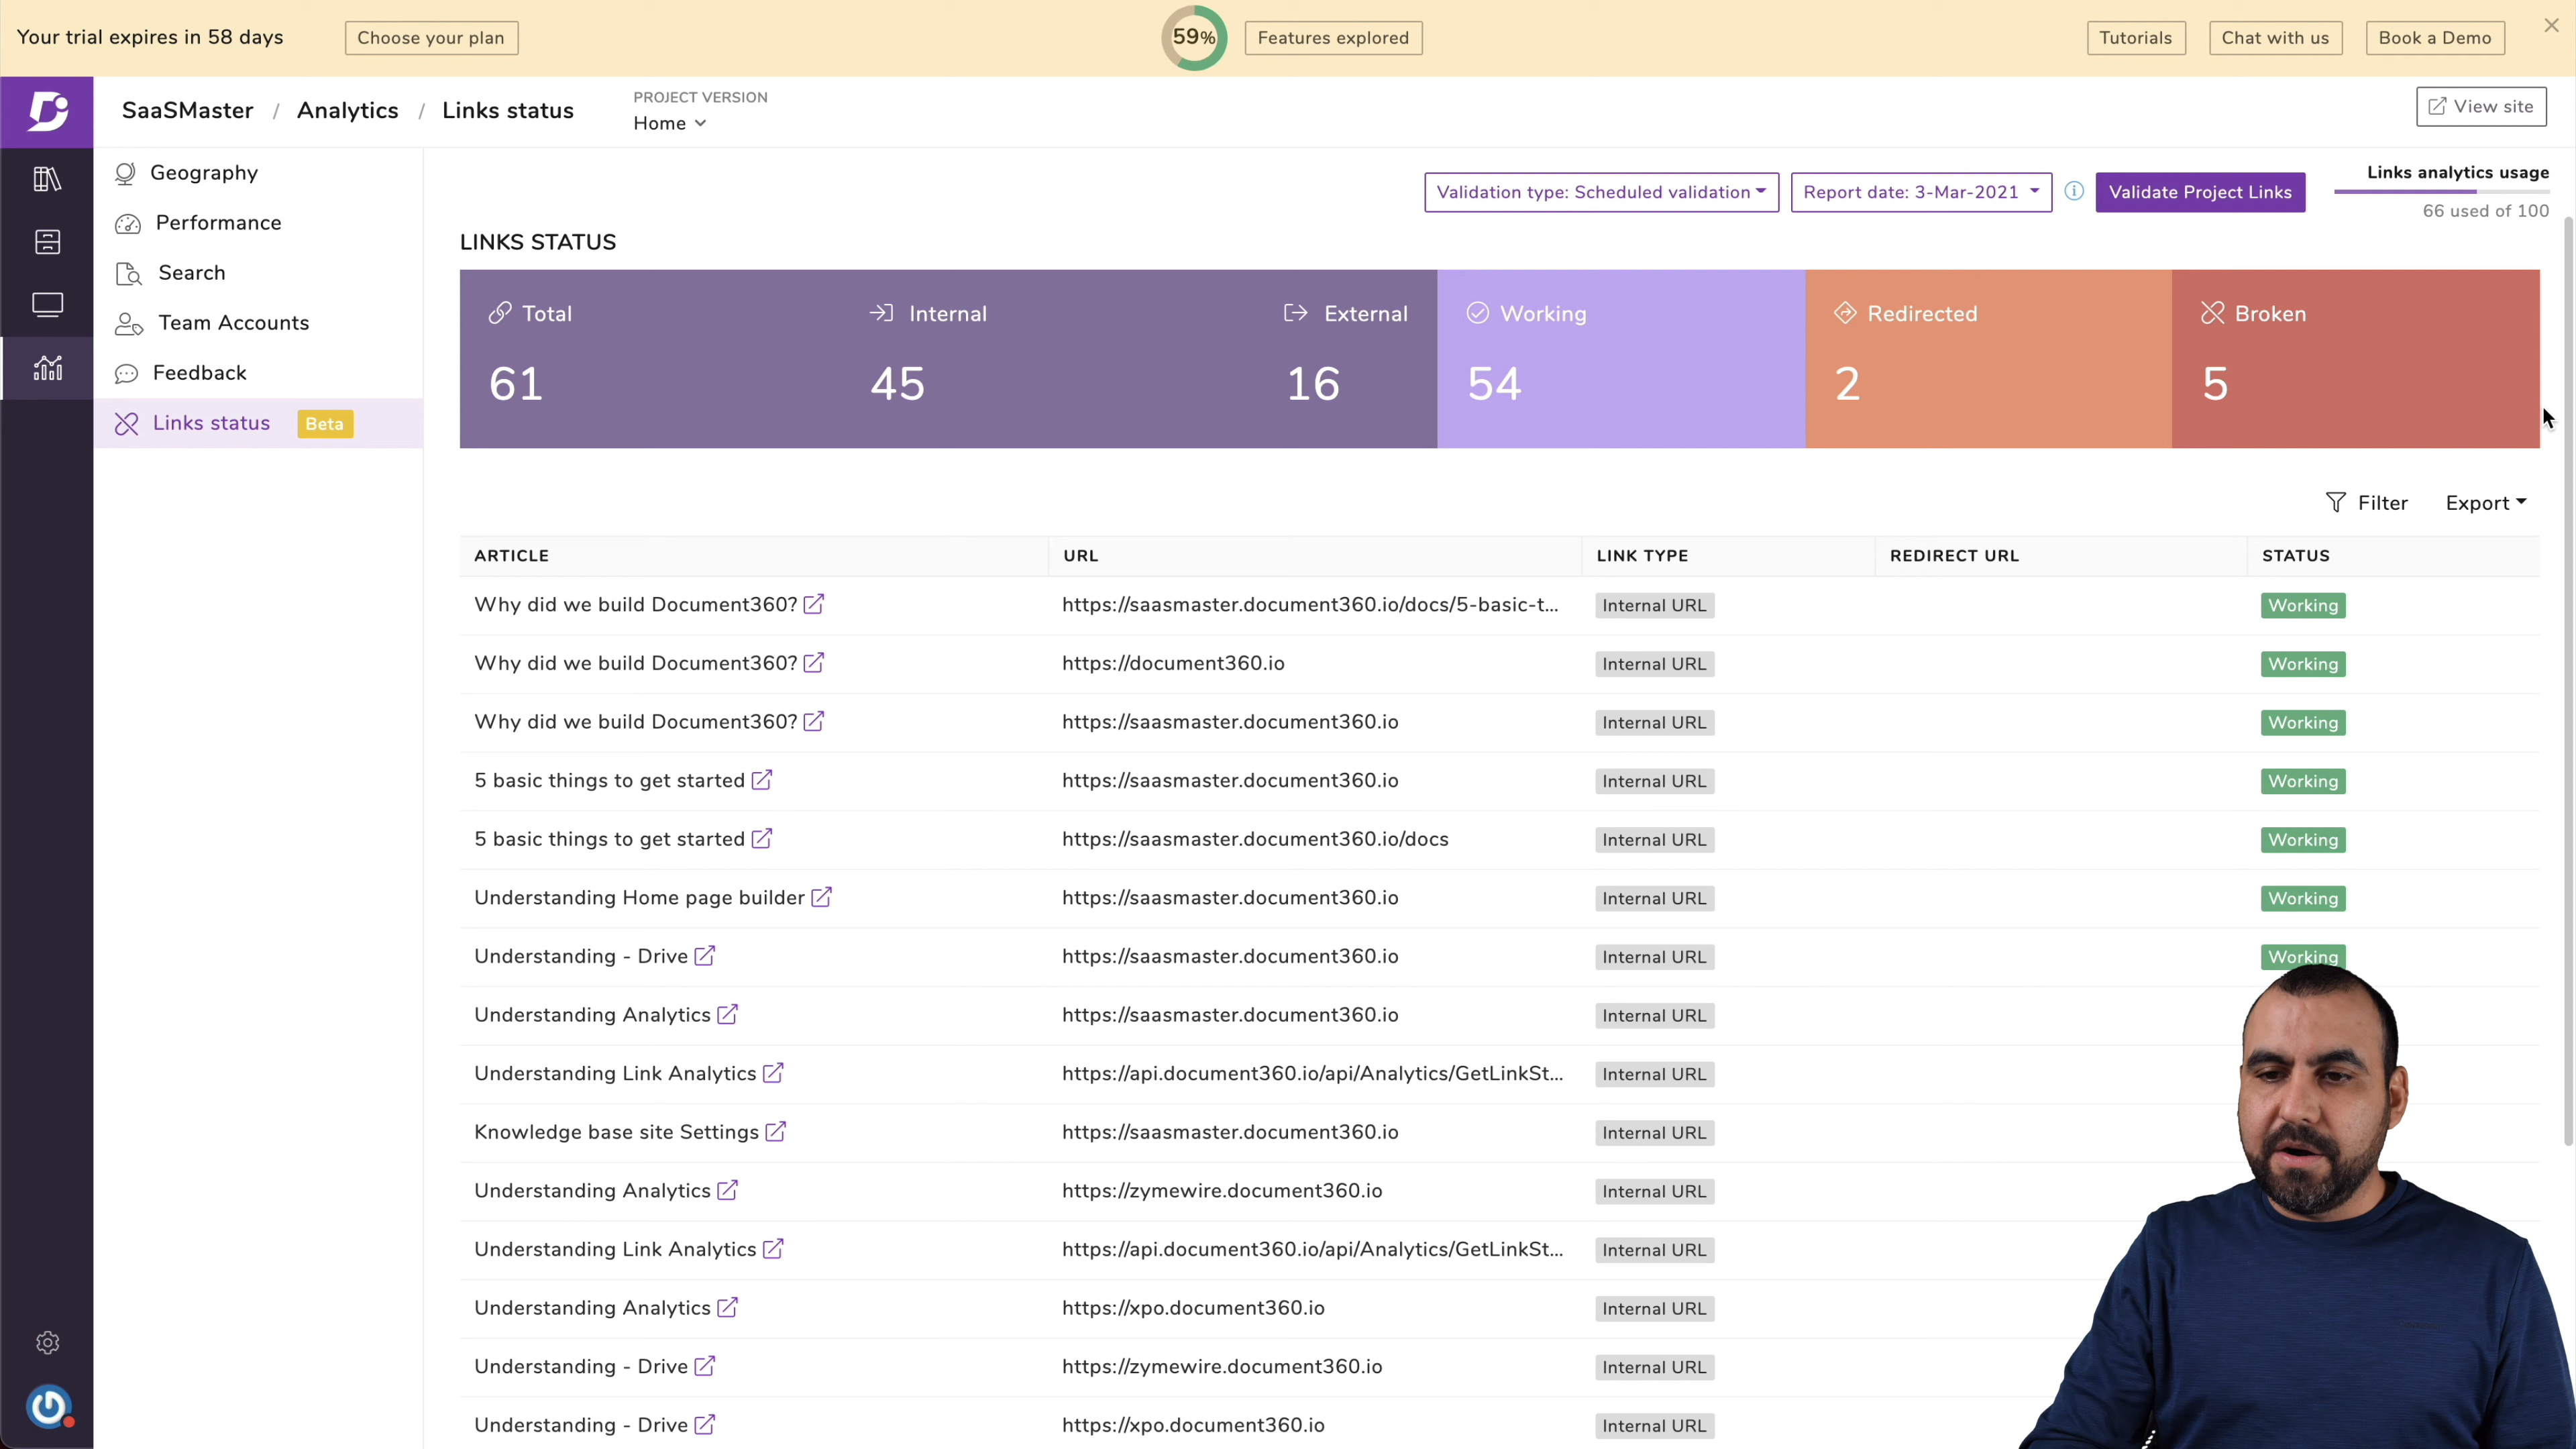 Your trial expires in 58 days Choose your plan 59% Features explored Tutorials Chat with us Book a Demo
SaaSMaster / Analytics / Links status
PROJECT VERSION
Home
View site
Geography
Performance
Search
Team Accounts
Feedback
Links status Beta
Validation type: Scheduled validation Report date: 3-Mar-2021 Validate Project Links
Links analytics usage
66 used of 100
LINKS STATUS
Total Internal External Working Redirected Broken
61 45 16 54 2 5
Filter Export
ARTICLE URL LINK TYPE REDIRECT URL STATUS
Why did we build Document360? https://saasmaster.document360.io/docs/5-basic-t... Internal URL Working
Why did we build Document360? https://document360.io Internal URL Working
Why did we build Document360? https://saasmaster.document360.io Internal URL Working
5 basic things to get started https://saasmaster.document360.io Internal URL Working
5 basic things to get started https://saasmaster.document360.io/docs Internal URL Working
Understanding Home page builder https://saasmaster.document360.io Internal URL Working
Understanding - Drive https://saasmaster.document360.io Internal URL Working
Understanding Analytics https://saasmaster.document360.io Internal URL
Understanding Link Analytics https://api.document360.io/api/Analytics/GetLinkSt... Internal URL
Knowledge base site Settings https://saasmaster.document360.io Internal URL
Understanding Analytics https://zymewire.document360.io Internal URL
Understanding Link Analytics https://api.document360.io/api/Analytics/GetLinkSt... Internal URL
Understanding Analytics https://xpo.document360.io Internal URL
Understanding - Drive https://zymewire.document360.io Internal URL
Understanding - Drive https://xpo.document360.io Internal URL